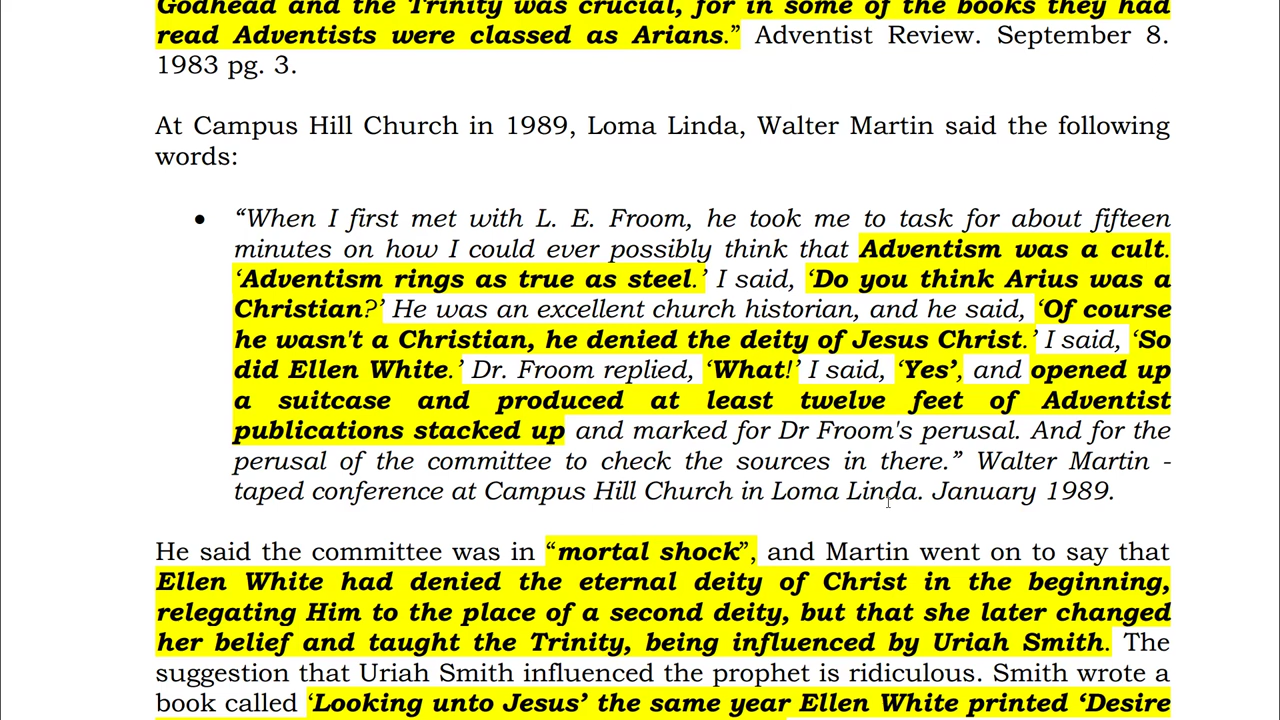 Godhead and the Trinity was crucial, for in some of the books they had
read Adventists were classed as Arians.” Adventist Review. September 8.
1983 pg. 3.
At Campus Hill Church in 1989, Loma Linda, Walter Martin said the following
words:
• “When I first met with L. E. Froom, he took me to task for about fifteen
minutes on how I could ever possibly think that Adventism was a cult.
‘Adventism rings as true as steel.’ I said, ‘Do you think Arius was a
Christian?’ He was an excellent church historian, and he said, ‘Of course
he wasn't a Christian, he denied the deity of Jesus Christ.’ I said, ‘So
did Ellen White.’ Dr. Froom replied, ‘What!’ I said, ‘Yes’, and opened up
a suitcase and produced at least twelve feet of Adventist
publications stacked up and marked for Dr Froom's perusal. And for the
perusal of the committee to check the sources in there.” Walter Martin -
taped conference at Campus Hill Church in Loma Linda. January 1989.
He said the committee was in “mortal shock”, and Martin went on to say that
Ellen White had denied the eternal deity of Christ in the beginning,
relegating Him to the place of a second deity, but that she later changed
her belief and taught the Trinity, being influenced by Uriah Smith. The
suggestion that Uriah Smith influenced the prophet is ridiculous. Smith wrote a
book called ‘Looking unto Jesus’ the same year Ellen White printed ‘Desire